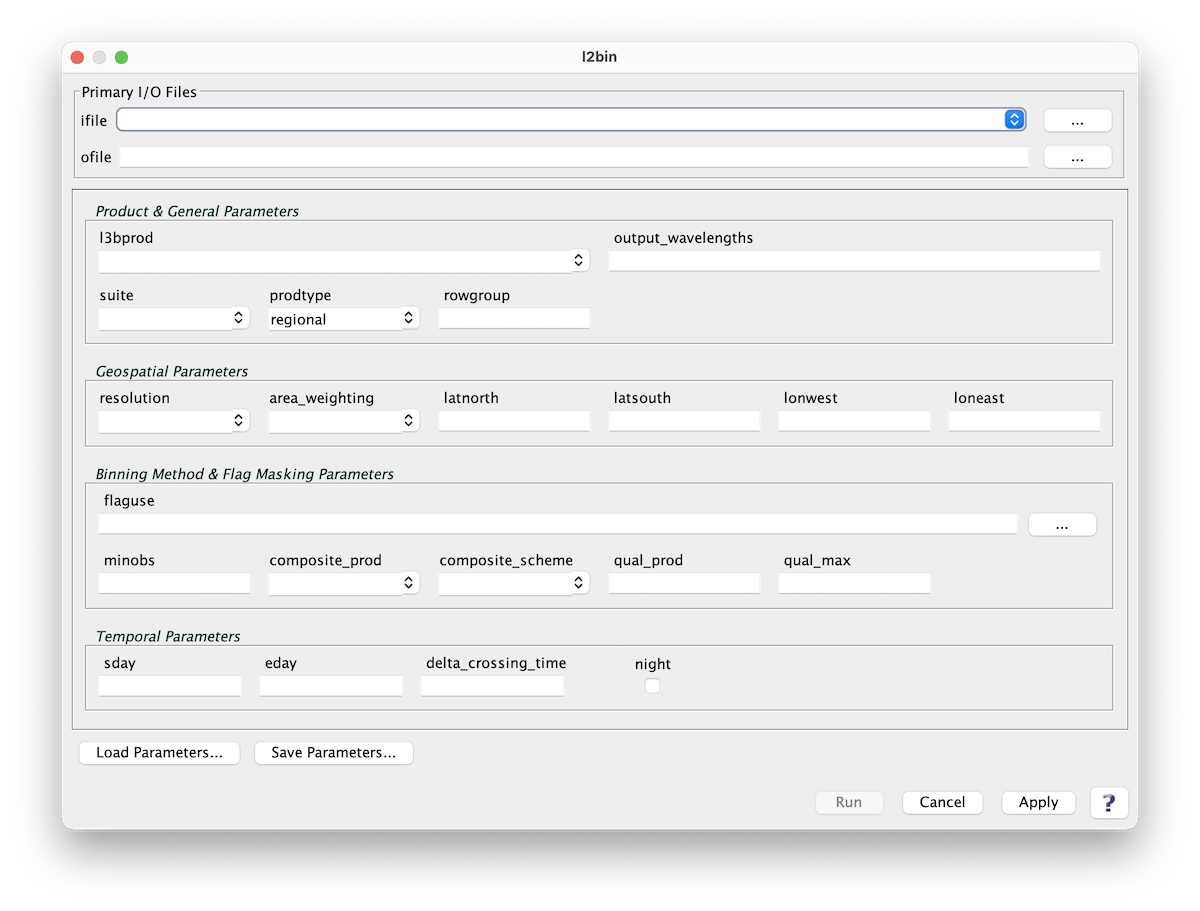 l2bin
Primary I/O Files
ifile
...
ofile
...
Product & General Parameters
l3bprod output_wavelengths
suite prodtype rowgroup
regional
Geospatial Parameters
resolution area_weighting latnorth latsouth lonwest loneast
Binning Method & Flag Masking Parameters
flaguse
...
minobs composite_prod composite_scheme qual_prod qual_max
Temporal Parameters
sday eday delta_crossing_time night
Load Parameters... Save Parameters...
Run Cancel Apply ?